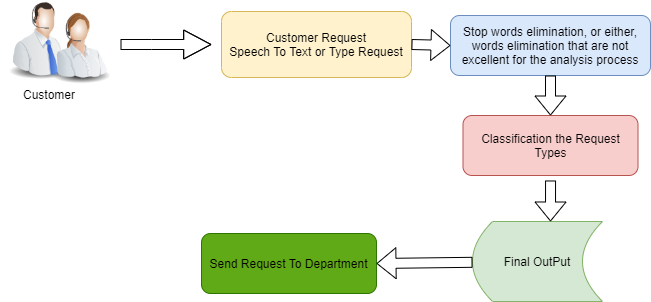 Customer
Customer Request
Speech To Text or Type Request
Stop words elimination, or either,
words elimination that are not
excellent for the analysis process
Classification the Request
Types
Final OutPut
Send Request To Department